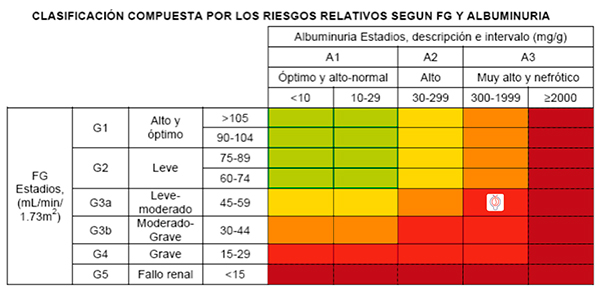 CLASIFICACIÓN COMPUESTA POR LOS RIESGOS RELATIVOS SEGUN FG Y ALBUMINURIA
Albuminuria Estadios, descripción e intervalo (mg/g)
A1 A2 A3
Óptimo y alto-normal Alto Muy alto y nefrótico
<10 10-29 30-299 300-1999 ≥2000
FG
Estadios,
(mL/min/
1.73m²)
G1 Alto y
óptimo
>105
90-104
G2 Leve
75-89
60-74
G3a Leve-
moderado
45-59
G3b Moderado-
Grave
30-44
G4 Grave 15-29
G5 Fallo renal <15